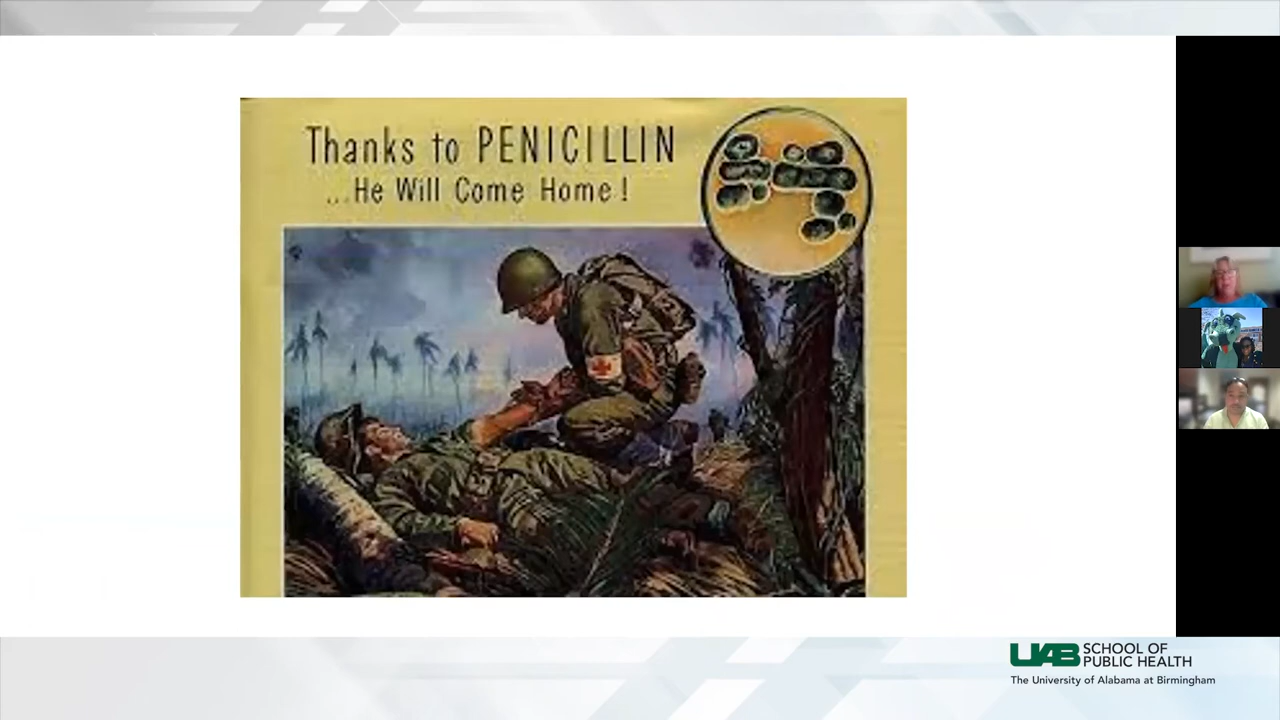 Thanks to PENICILLIN
...He Will Come Home!
UAB SCHOOL OF
PUBLIC HEALTH
The University of Alabama at Birmingham